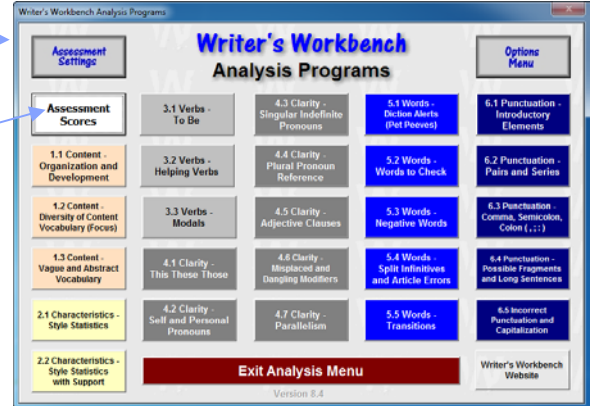 Writer's Workbench Analysis Programs
Assessment
Settings
Writer's Workbench
Analysis Programs
Options
Menu
Assessment
Scores
3.1 Verbs -
To Be
4.3 Clarity -
Singular Indefinite
Pronouns
5.1 Words -
Diction Alerts
(Pet Peeves)
6.1 Punctuation -
Introductory
Elements
1.1 Content -
Organization and
Development
3.2 Verbs -
Helping Verbs
4.4 Clarity -
Plural Pronoun
Reference
5.2 Words -
Words to Check
6.2 Punctuation -
Pairs and Series
1.2 Content -
Diversity of Content
Vocabulary (Focus)
3.3 Verbs -
Modals
4.5 Clarity -
Adjective Clauses
5.3 Words -
Negative Words
6.3 Punctuation -
Comma, Semicolon,
Colon (,;:)
1.3 Content -
Vague and Abstract
Vocabulary
4.1 Clarity -
This These Those
4.6 Clarity -
Misplaced and
Dangling Modifiers
5.4 Words -
Split Infinitives
and Article Errors
6.4 Punctuation -
Possible Fragments
and Long Sentences
2.1 Characteristics -
Style Statistics
4.2 Clarity -
Self and Personal
Pronouns
4.7 Clarity -
Parallelism
5.5 Words -
Transitions
6.5 Incorrect
Punctuation and
Capitalization
2.2 Characteristics -
Style Statistics
with Support
Exit Analysis Menu
Writer's Workbench
Website
Version 8.4